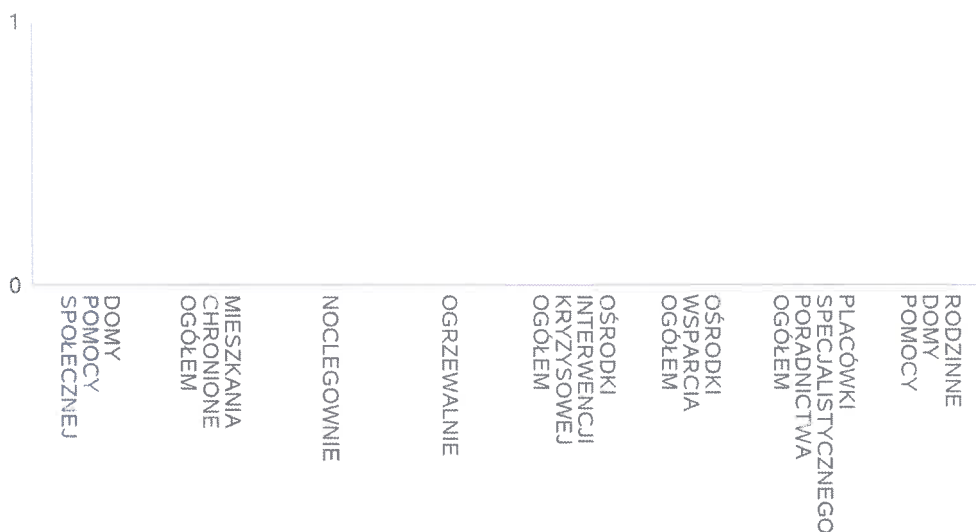 1
0
DOMY
POMOCY
SPOŁECZNEJ
MIESZKANIA
CHRONIONE
OGÓŁEM
NOCLEGOWNIE
OGRZEWALNIE
OŚRODKI
INTERWENCJI
KRYZYSOWEJ
OGÓŁEM
OŚRODKI
WSPARCIA
OGÓŁEM
PLACÓWKI
SPECJALISTYCZNEGO
PORADNICTWA
OGÓŁEM
RODZINNE
DOMY
POMOCY